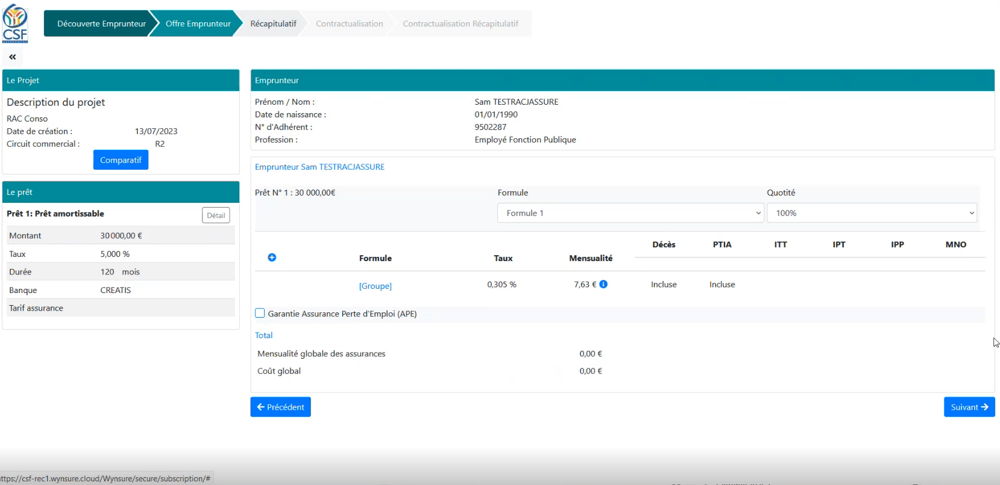 CSF
ASSURANCES
Découverte Emprunteur
Offre Emprunteur
Récapitulatif
Contractualisation
Contractualisation Récapitulatif
Le Projet
Description du projet
RAC Conso
Date de création : 13/07/2023
Circuit commercial : R2
Comparatif
Le prêt
Prêt 1: Prêt amortissable Détail
Montant 30 000,00 €
Taux 5,000 %
Durée 120 mois
Banque CREATIS
Tarif assurance
Emprunteur
Prénom / Nom : Sam TESTRACJASSURE
Date de naissance : 01/01/1990
N° d'Adhérent : 9502287
Profession : Employé Fonction Publique
Emprunteur Sam TESTRACJASSURE
Prêt N° 1 : 30 000,00€ Formule Quotité
Formule 1 100%
Décès PTIA ITT IPT IPP MNO
Formule Taux Mensualité
[Groupe] 0,305 % 7,63 € Incluse Incluse
Garantie Assurance Perte d'Emploi (APE)
Total
Mensualité globale des assurances 0,00 €
Coût global 0,00 €
Précédent
Suivant
ttps://csf-rec1.wynsure.cloud/Wynsure/secure/subscription/#